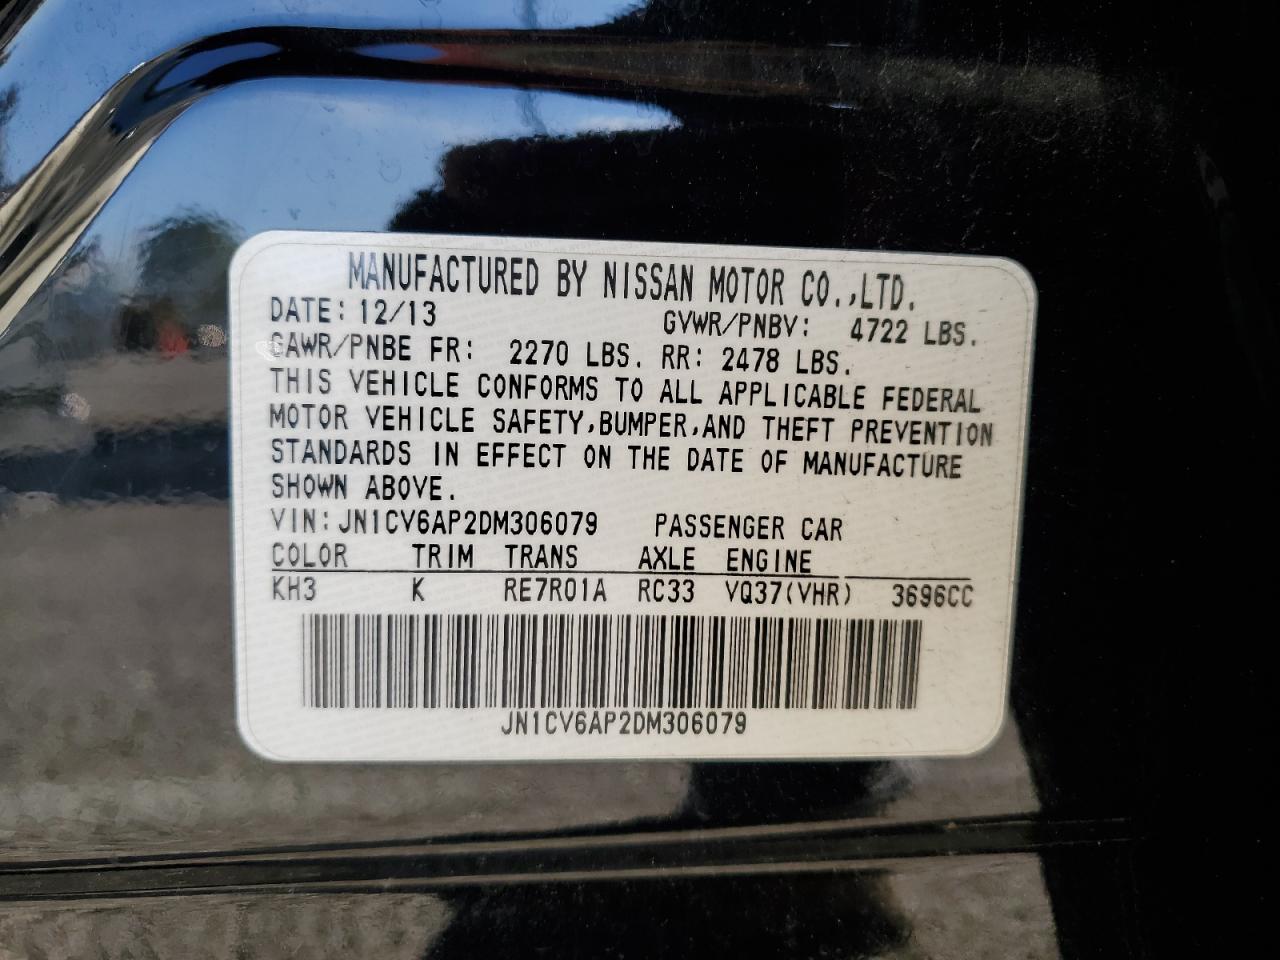 MANUFACTURED BY NISSAN MOTOR CO.,LTD.
DATE: 12/13 GVWR/PNBV: 4722 LBS.
GAWR/PNBE FR: 2270 LBS. RR: 2478 LBS.
THIS VEHICLE CONFORMS TO ALL APPLICABLE FEDERAL
MOTOR VEHICLE SAFETY,BUMPER,AND THEFT PREVENTION
STANDARDS IN EFFECT ON THE DATE OF MANUFACTURE
SHOWN ABOVE.
VIN: JN1CV6AP2DM306079 PASSENGER CAR
COLOR TRIM TRANS AXLE ENGINE
KH3 K RE7R01A RC33 VQ37(VHR) 3696CC
JN1CV6AP2DM306079